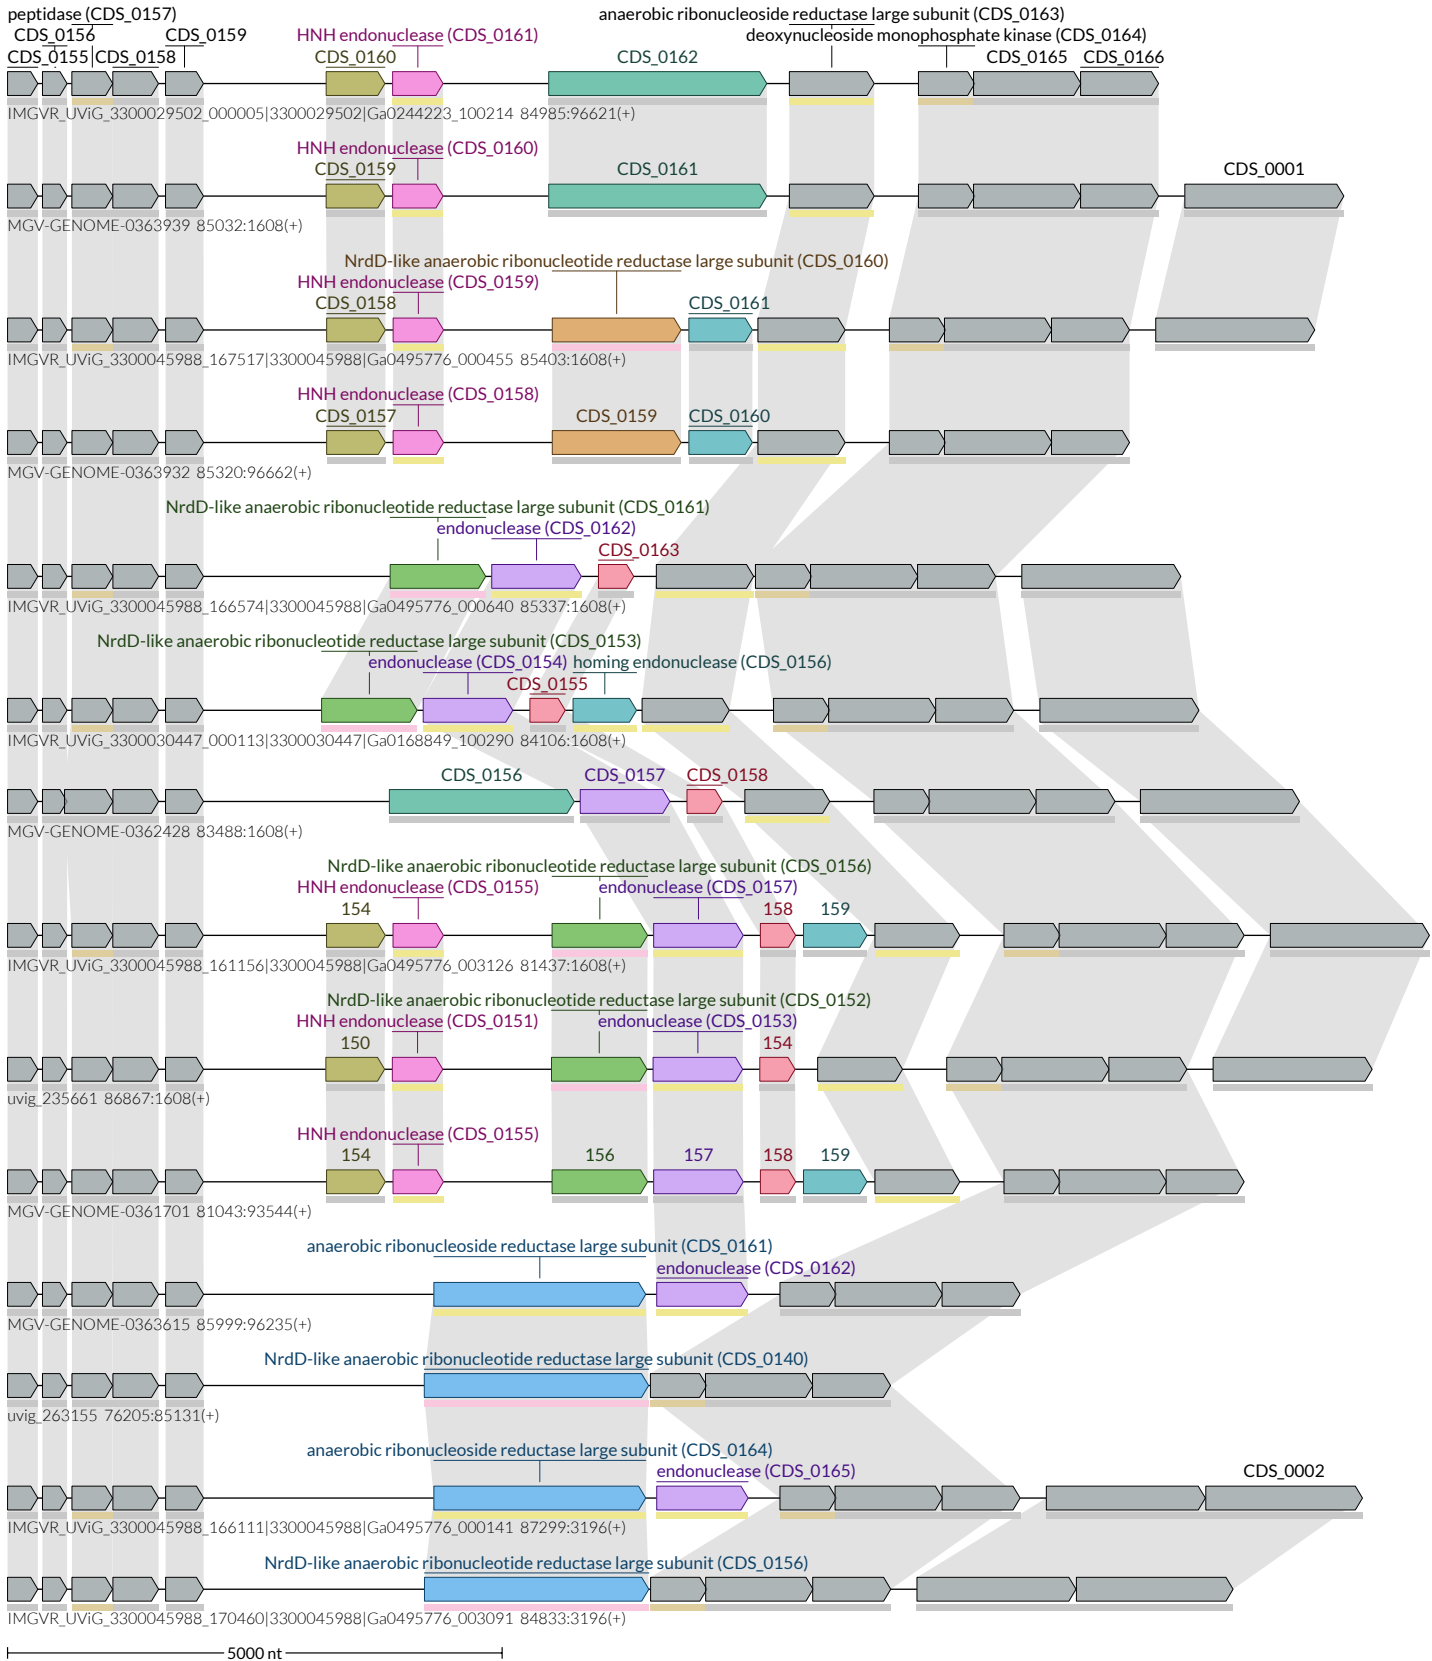 peptidase (CDS_0157) anaerobic ribonucleoside reductase large subunit (CDS_0163)
CDS_0156 CDS_0159 HNH endonuclease (CDS_0161) deoxynucleoside monophosphate kinase (CDS_0164)
CDS_0155 CDS_0158 CDS_0160 CDS_0162 CDS_0165 CDS_0166
IMGVR_UViG_3300029502_000005|3300029502|Ga0244223_100214 84985:96621(+)
HNH endonuclease (CDS_0160)
CDS_0159 CDS_0161 CDS_0001
MGV-GENOME-0363939 85032:1608(+)
NrdD-like anaerobic ribonucleotide reductase large subunit (CDS_0160)
HNH endonuclease (CDS_0159)
CDS_0158 CDS_0161
IMGVR_UViG_3300045988_167517|3300045988|Ga0495776_000455 85403:1608(+)
HNH endonuclease (CDS_0158)
CDS_0157 CDS_0159 CDS_0160
MGV-GENOME-0363932 85320:96662(+)
NrdD-like anaerobic ribonucleotide reductase large subunit (CDS_0161)
endonuclease (CDS_0162)
CDS_0163
IMGVR_UViG_3300045988_166574|3300045988|Ga0495776_000640 85337:1608(+)
NrdD-like anaerobic ribonucleotide reductase large subunit (CDS_0153)
endonuclease (CDS_0154) homing endonuclease (CDS_0156)
CDS_0155
IMGVR_UViG_3300030447_000113|3300030447|Ga0168849_100290 84106:1608(+)
CDS_0156 CDS_0157 CDS_0158
MGV-GENOME-0362428 83488:1608(+)
NrdD-like anaerobic ribonucleotide reductase large subunit (CDS_0156)
HNH endonuclease (CDS_0155) endonuclease (CDS_0157)
154 158 159
IMGVR_UViG_3300045988_161156|3300045988|Ga0495776_003126 81437:1608(+)
NrdD-like anaerobic ribonucleotide reductase large subunit (CDS_0152)
HNH endonuclease (CDS_0151) endonuclease (CDS_0153)
150 154
uvig_235661 86867:1608(+)
HNH endonuclease (CDS_0155)
154 156 157 158 159
MGV-GENOME-0361701 81043:93544(+)
anaerobic ribonucleoside reductase large subunit (CDS_0161)
endonuclease (CDS_0162)
MGV-GENOME-0363615 85999:96235(+)
NrdD-like anaerobic ribonucleotide reductase large subunit (CDS_0140)
uvig_263155 76205:85131(+)
anaerobic ribonucleoside reductase large subunit (CDS_0164)
endonuclease (CDS_0165) CDS_0002
IMGVR_UViG_3300045988_166111|3300045988|Ga0495776_000141 87299:3196(+)
NrdD-like anaerobic ribonucleotide reductase large subunit (CDS_0156)
IMGVR_UViG_3300045988_170460|3300045988|Ga0495776_003091 84833:3196(+)
5000 nt